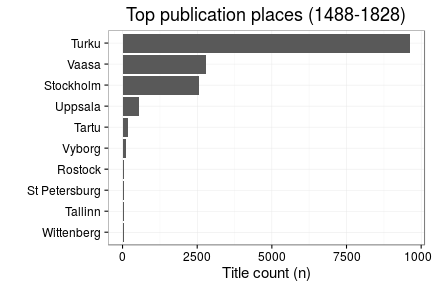 Top publication places (1488-1828)
Turku
Vaasa
Stockholm
Uppsala
Tartu
Vyborg
Rostock
St Petersburg
Tallinn
Wittenberg
0 2500 5000 7500 1000
Title count (n)